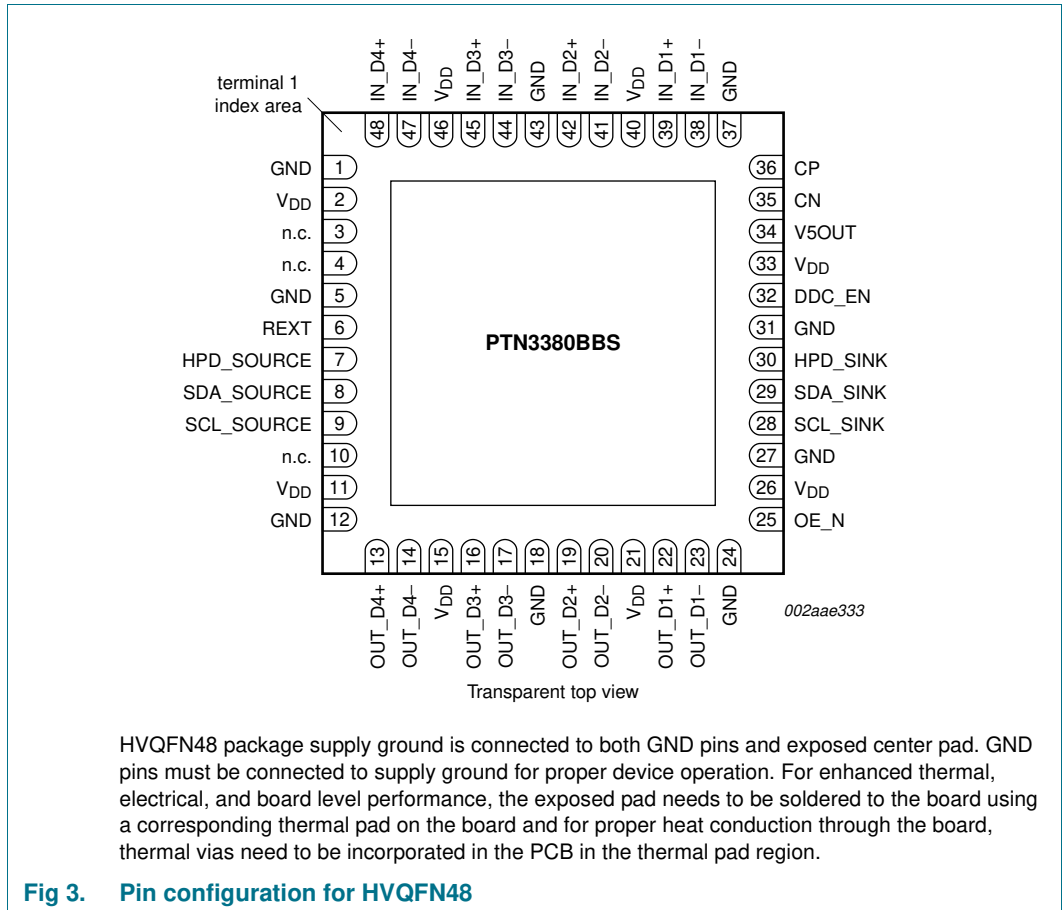 IN_D4+ IN_D4− VDD IN_D3+ IN_D3− GND IN_D2+ IN_D2− VDD IN_D1+ IN_D1− GND
terminal 1
index area
48 47 46 45 44 43 42 41 40 39 38 37
GND 1 36 CP
VDD 2 35 CN
n.c. 3 34 V5OUT
n.c. 4 33 VDD
GND 5 32 DDC_EN
REXT 6 31 GND
PTN3380BBS
HPD_SOURCE 7 30 HPD_SINK
SDA_SOURCE 8 29 SDA_SINK
SCL_SOURCE 9 28 SCL_SINK
n.c. 10 27 GND
VDD 11 26 VDD
GND 12 25 OE_N
13 14 15 16 17 18 19 20 21 22 23 24
OUT_D4+ OUT_D4− VDD OUT_D3+ OUT_D3− GND OUT_D2+ OUT_D2− VDD OUT_D1+ OUT_D1− GND
002aae333
Transparent top view
HVQFN48 package supply ground is connected to both GND pins and exposed center pad. GND
pins must be connected to supply ground for proper device operation. For enhanced thermal,
electrical, and board level performance, the exposed pad needs to be soldered to the board using
a corresponding thermal pad on the board and for proper heat conduction through the board,
thermal vias need to be incorporated in the PCB in the thermal pad region.
Fig 3. Pin configuration for HVQFN48